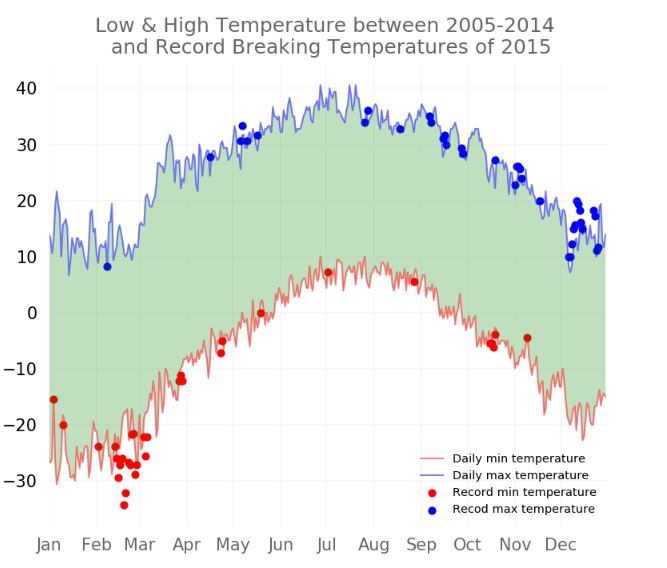 Low & High Temperature between 2005-2014
and Record Breaking Temperatures of 2015
40
30
20
10
0
−10
−20
−30
Daily min temperature
Daily max temperature
Record min temperature
Recod max temperature
Jan Feb Mar Apr May Jun Jul Aug Sep Oct Nov Dec